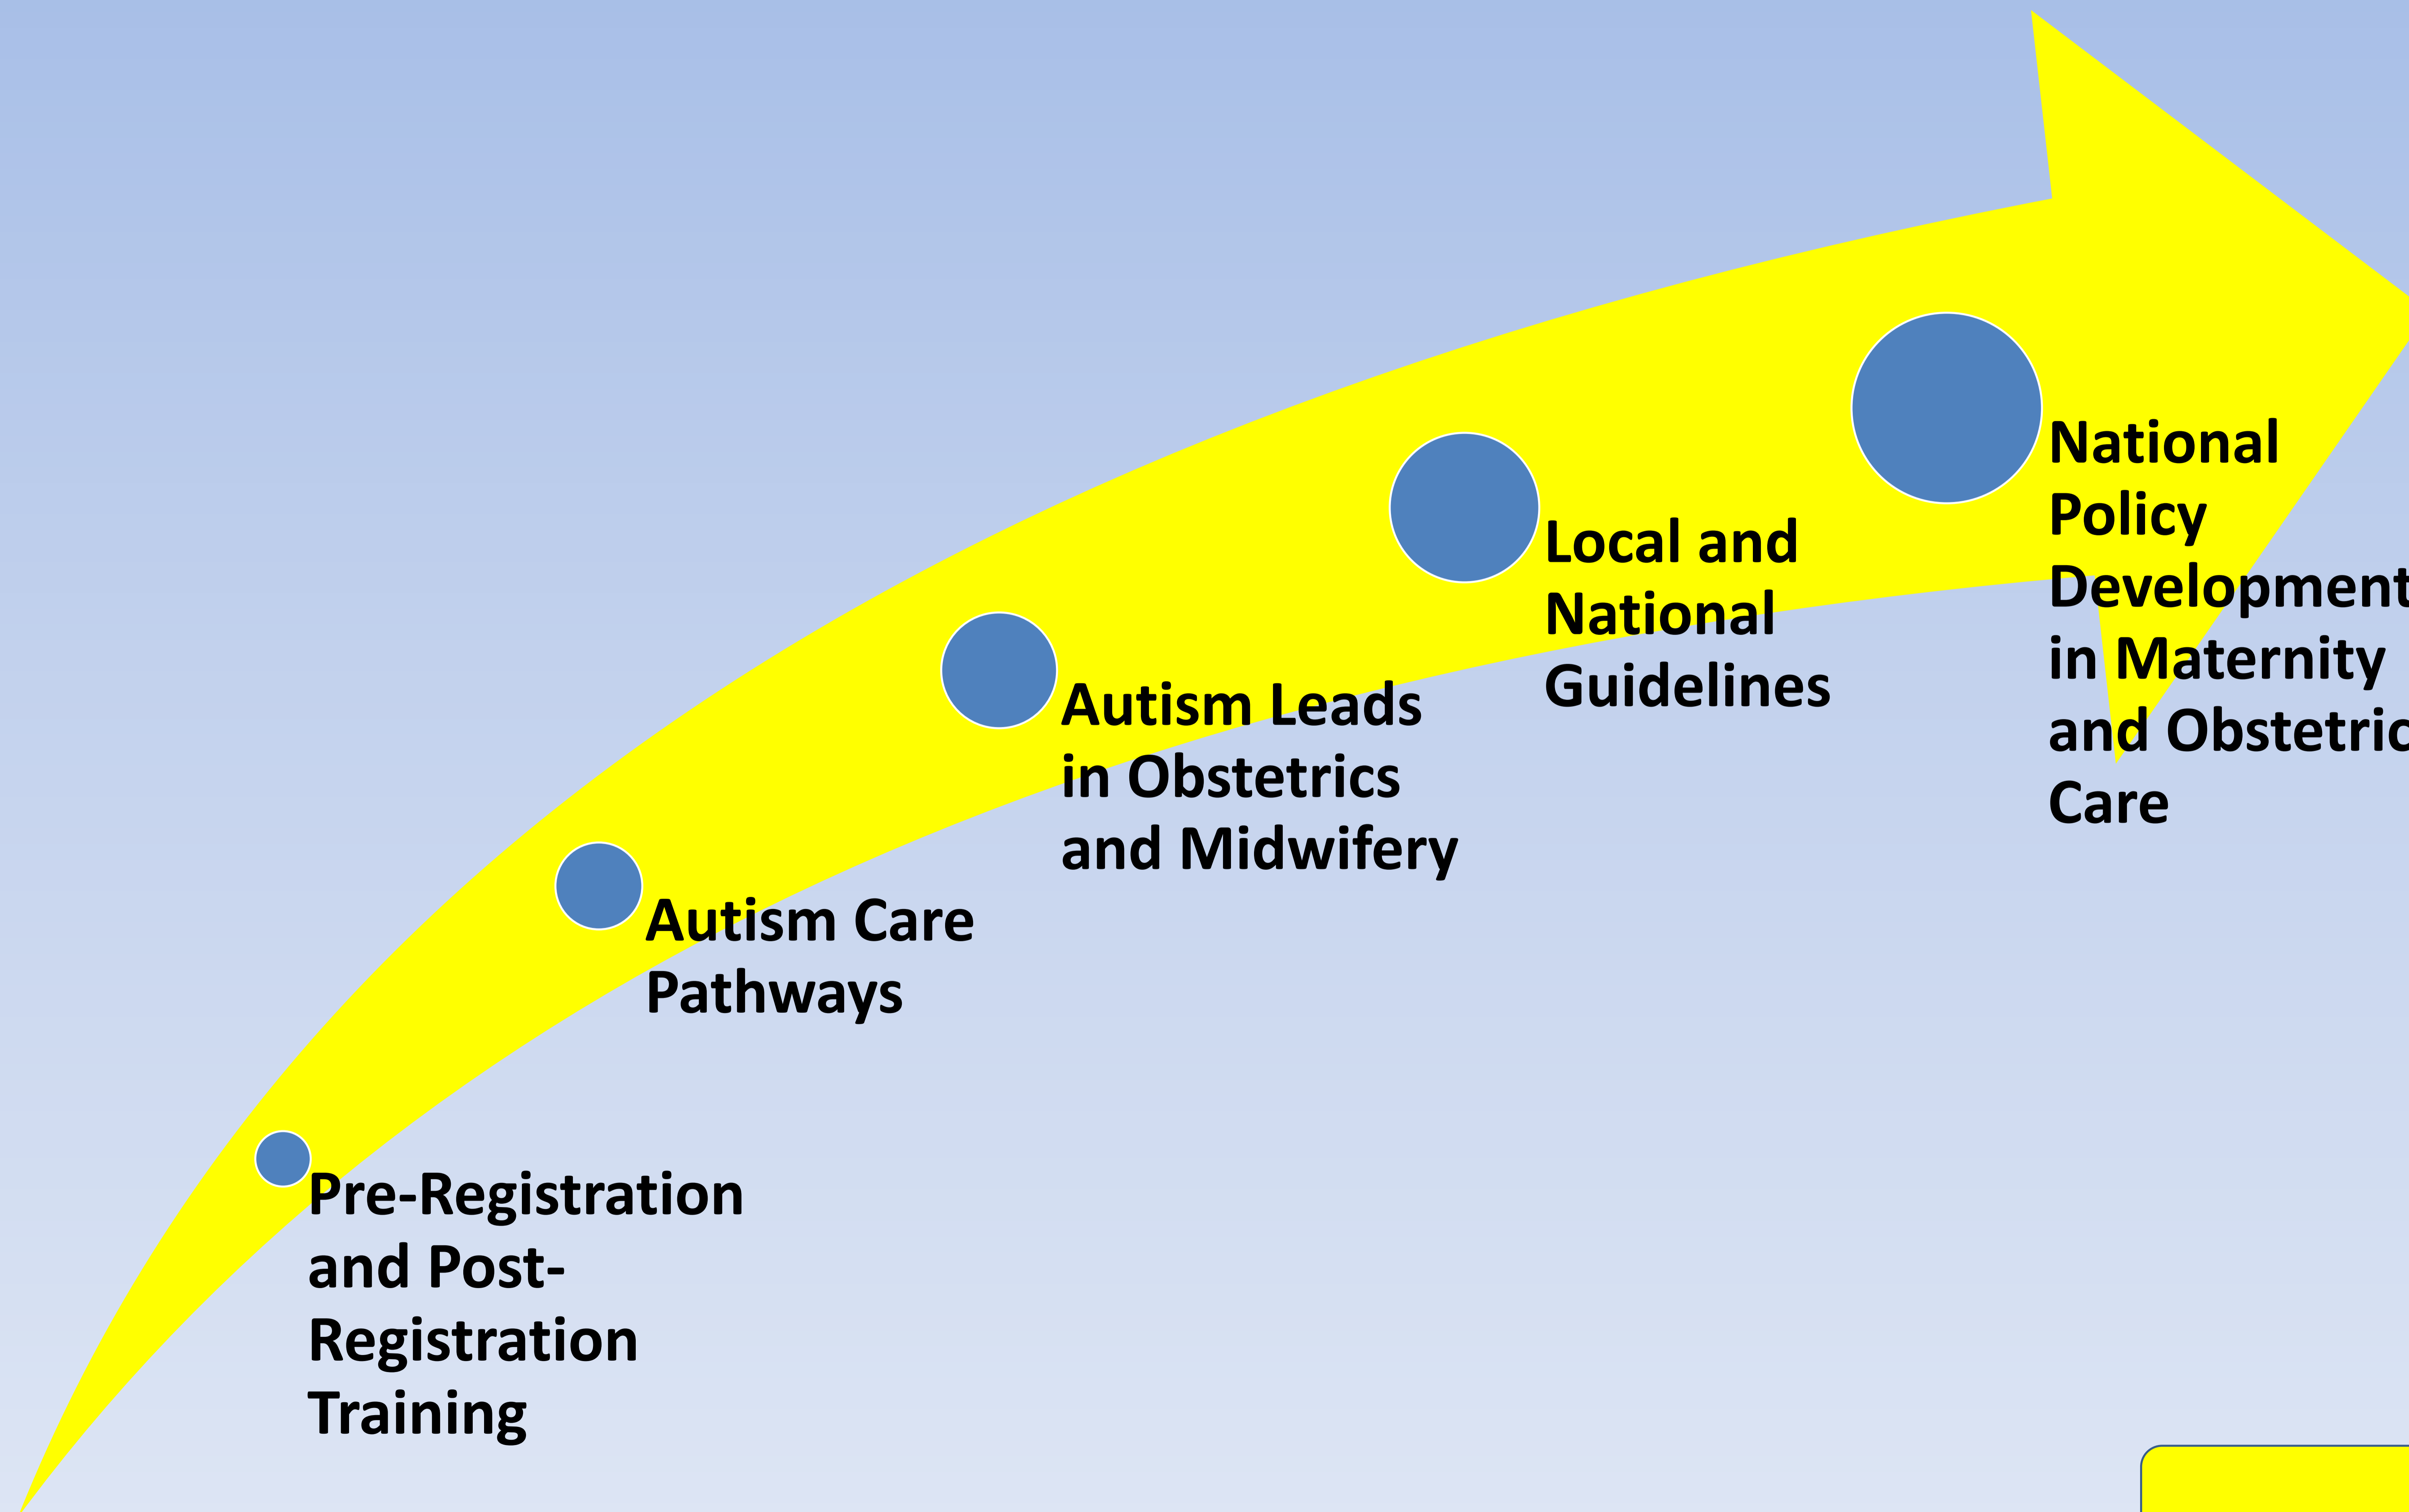 Pre-Registration
and Post-
Registration
Training
Autism Care
Pathways
Autism Leads
in Obstetrics
and Midwifery
Local and
National
Guidelines
National
Policy
Development
in Maternity
and Obstetric
Care